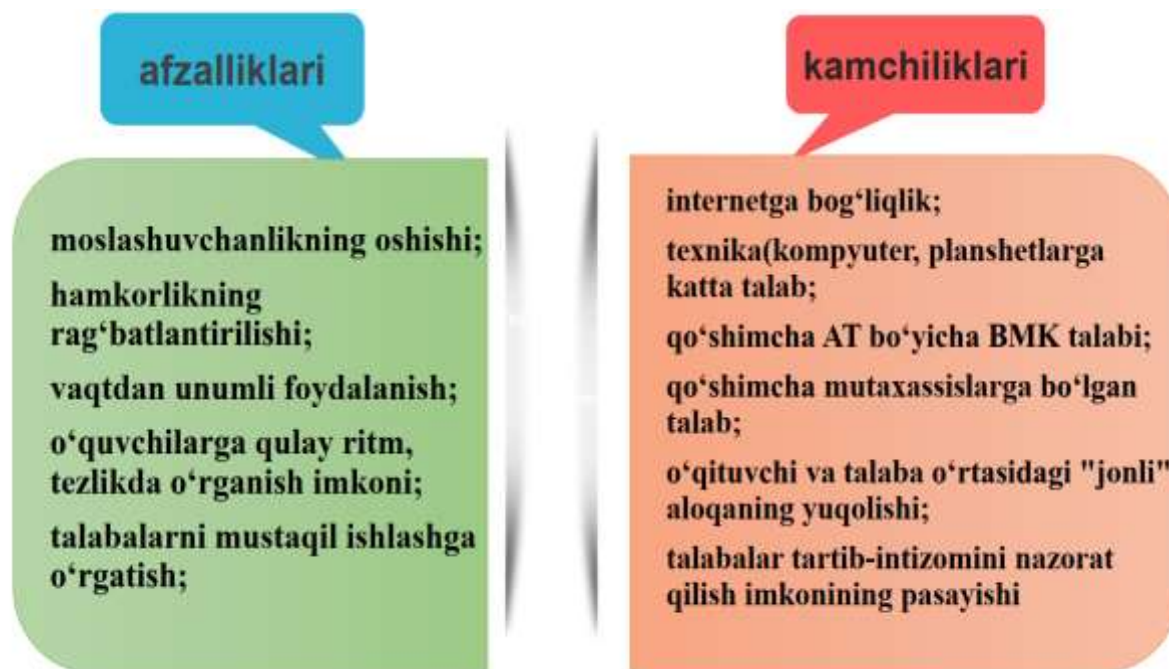 afzalliklari
moslashuvchanlikning oshishi;
hamkorlikning
rag‘batlantirilishi;
vaqtdan unumli foydalanish;
o‘quvchilarga qulay ritm,
tezlikda o‘rganish imkoni;
talabalarni mustaqil ishlashga
o‘rgatish;
kamchiliklari
internetga bog‘liqlik;
texnika(kompyuter, planshetlarga
katta talab;
qo‘shimcha AT bo‘yicha BMK talabi;
qo‘shimcha mutaxassislarga bo‘lgan
talab;
o‘qituvchi va talaba o‘rtasidagi "jonli"
aloqaning yuqolishi;
talabalar tartib-intizomini nazorat
qilish imkonining pasayishi